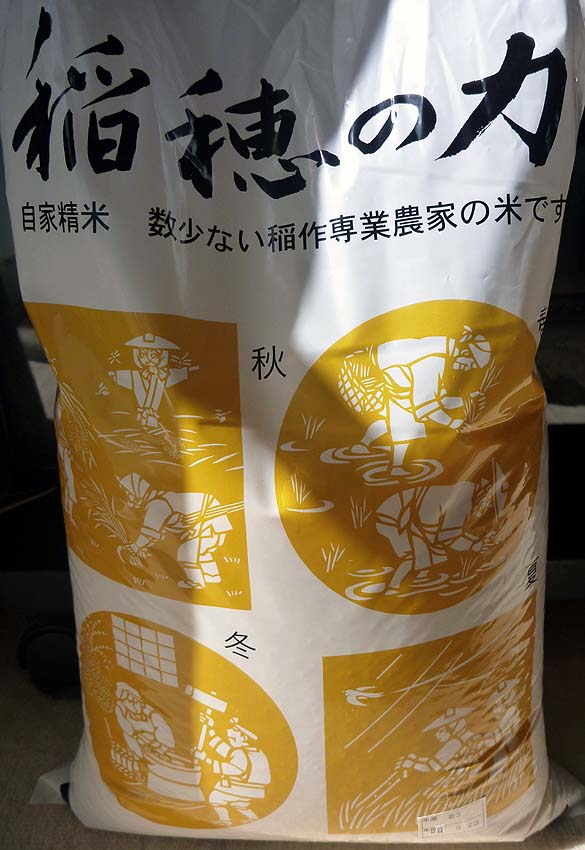 稲穂の力
自家精米 数少ない稲作専業農家の米です
秋
春
冬
夏